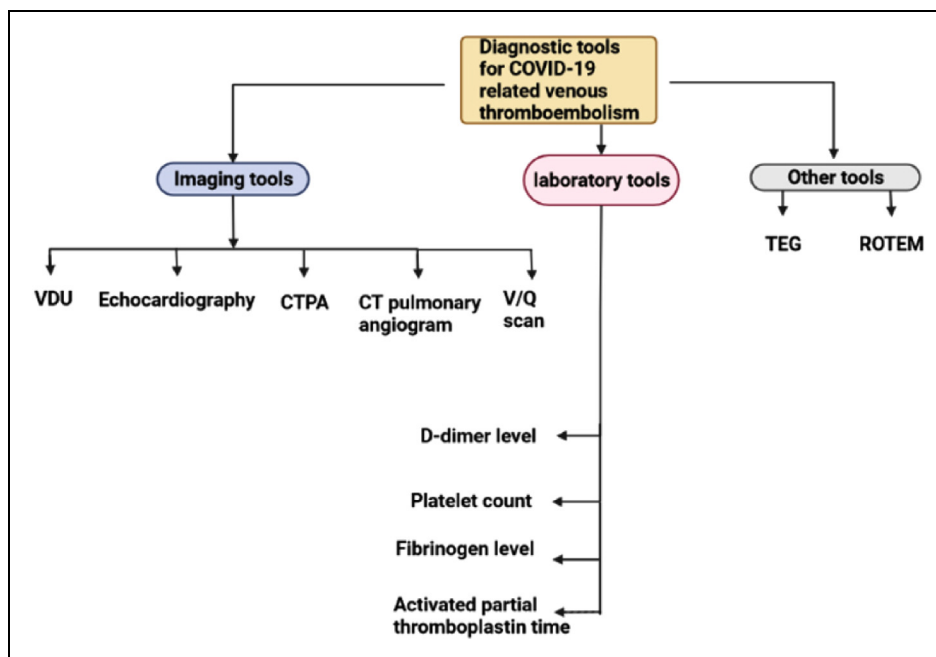 Diagnostic tools
for COVID-19
related venous
thromboembolism
Imaging tools
laboratory tools
Other tools
TEG
ROTEM
VDU
Echocardiography
CTPA
CT pulmonary
angiogram
V/Q
scan
D-dimer level
Platelet count
Fibrinogen level
Activated partial
thromboplastin time